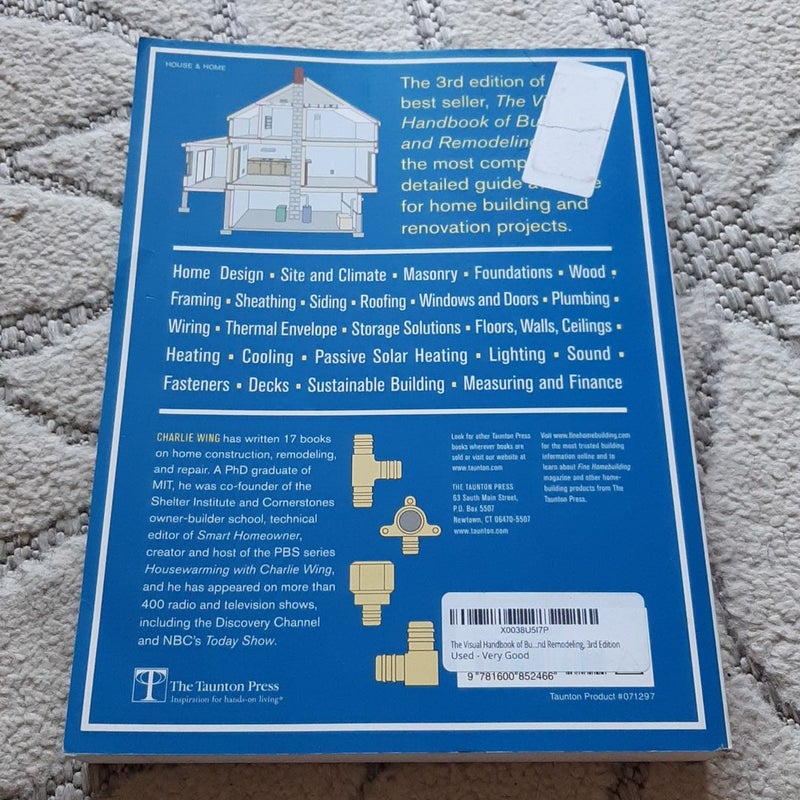 HOUSE & HOME
The 3rd edition of
best seller, The V
Handbook of Bu
and Remodeling
the most comp
detailed guide a e
for home building and
renovation projects.
Home Design ▪ Site and Climate ▪ Masonry ▪ Foundations ▪ Wood ▪
Framing ▪ Sheathing ▪ Siding ▪ Roofing ▪ Windows and Doors ▪ Plumbing ▪
Wiring ▪ Thermal Envelope ▪ Storage Solutions ▪ Floors, Walls, Ceilings ▪
Heating ▪ Cooling ▪ Passive Solar Heating ▪ Lighting ▪ Sound ▪
Fasteners ▪ Decks ▪ Sustainable Building ▪ Measuring and Finance
CHARLIE WING has written 17 books
on home construction, remodeling,
and repair. A PhD graduate of
MIT, he was co-founder of the
Shelter Institute and Cornerstones
owner-builder school, technical
editor of Smart Homeowner,
creator and host of the PBS series
Housewarming with Charlie Wing,
and he has appeared on more than
400 radio and television shows,
including the Discovery Channel
and NBC's Today Show.
The Taunton Press
Inspiration for hands-on living®
Look for other Taunton Press
books wherever books are
sold or visit our website at
www.taunton.com
THE TAUNTON PRESS
63 South Main Street,
P.O. Box 5507
Newtown, CT 06470-5507
www.taunton.com
Visit www.finehomebuilding.com
for the most trusted building
information online and to
learn about Fine Homebuilding
magazine and other home-
building products from The
Taunton Press.
X0038U5I7P
The Visual Handbook of Bu...nd Remodeling, 3rd Edition
Used - Very Good
9 781600 852466
Taunton Product #071297